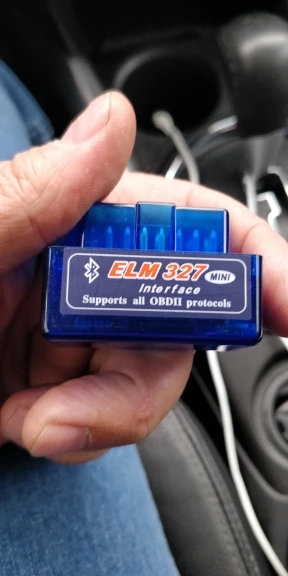 ELM 327 MINI
Interface
Supports all OBDII protocols